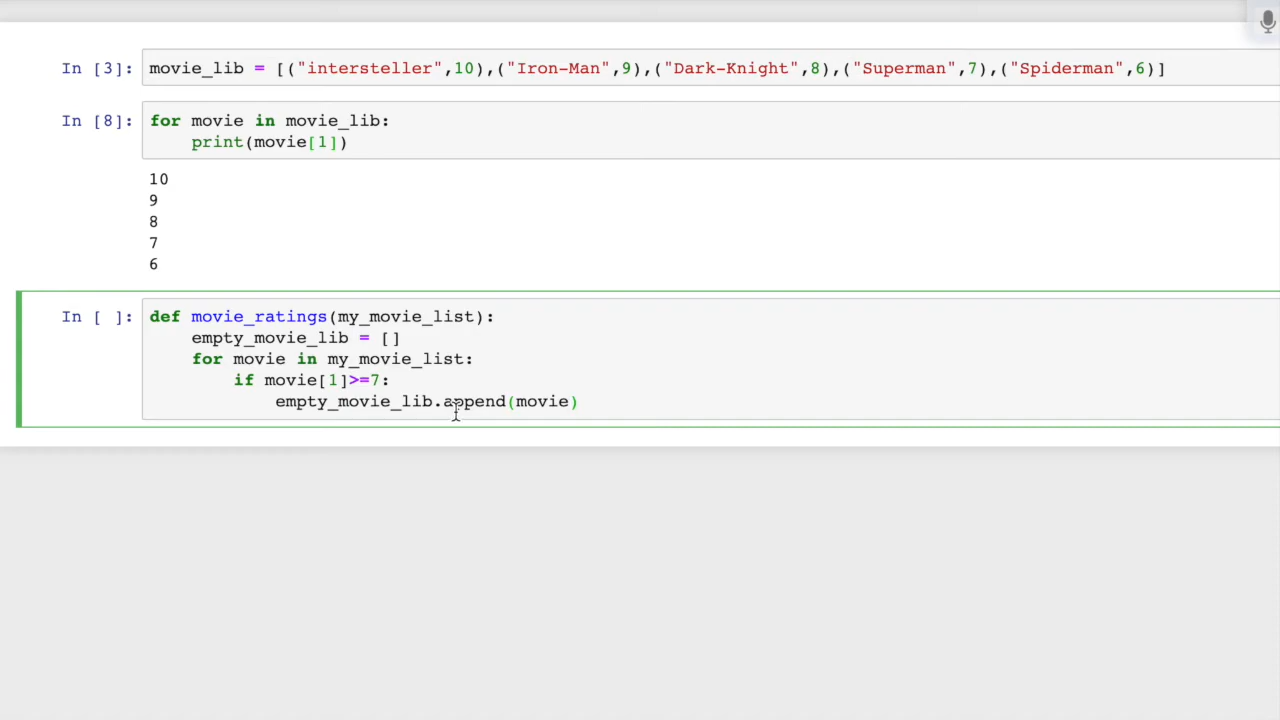 In [3]: movie_lib = [("intersteller",10),("Iron-Man",9),("Dark-Knight",8),("Superman",7),("Spiderman",6)]
In [8]: for movie in movie_lib:
print(movie[1])
10
9
8
7
6
In [ ]: def movie_ratings(my_movie_list):
empty_movie_lib = []
for movie in my_movie_list:
if movie[1]>=7:
empty_movie_lib.append(movie)